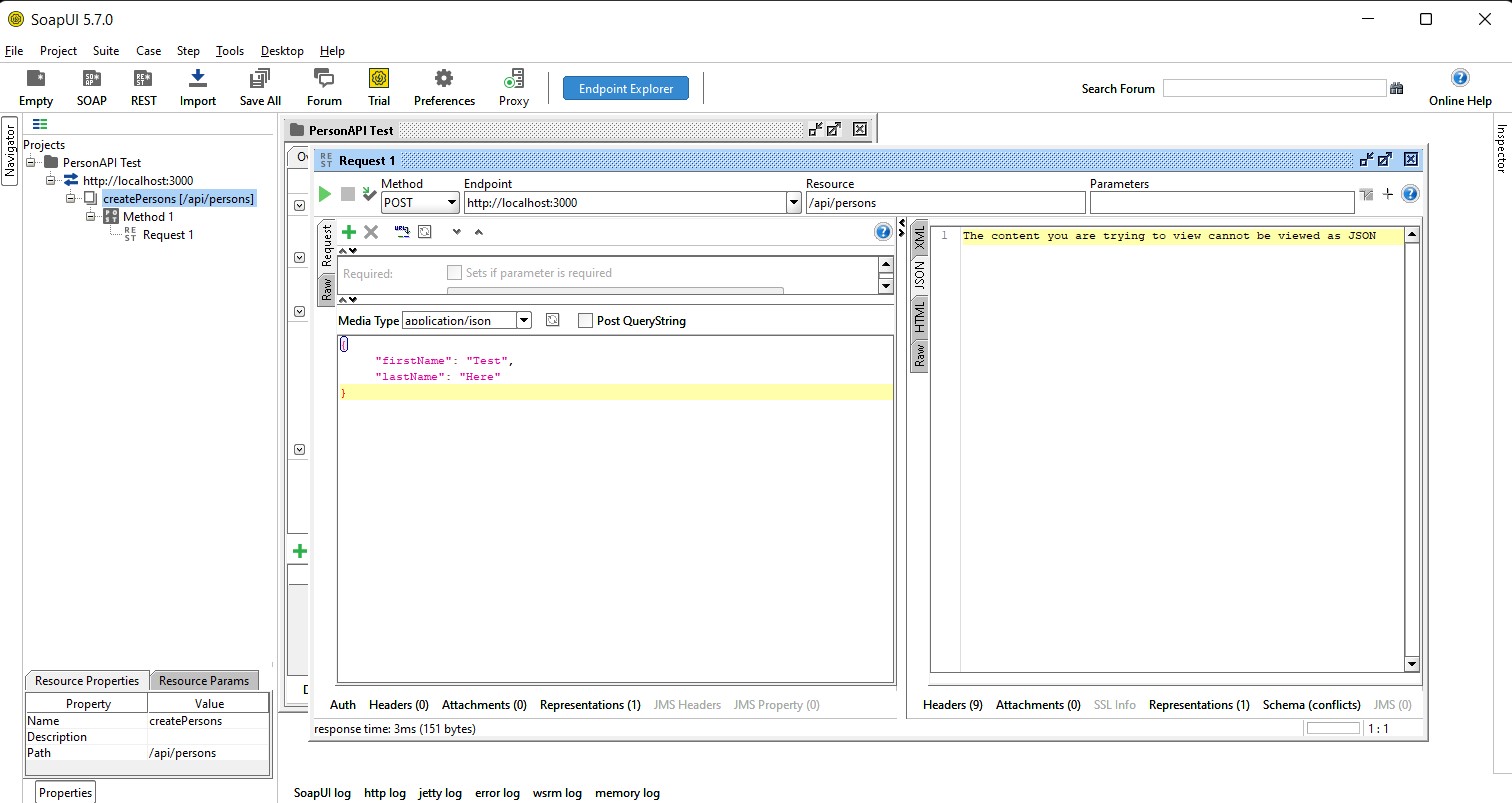 SoapUI 5.7.0
File Project Suite Case Step Tools Desktop Help
Empty SOAP REST Import Save All Forum Trial Preferences Proxy Endpoint Explorer Search Forum Online Help
Navigator
Projects
PersonAPI Test
http://localhost:3000
createPersons [/api/persons]
Method 1
Request 1
Resource Properties Resource Params
Property Value
Name createPersons
Description
Path /api/persons
Properties
PersonAPI Test
Request 1
Method Endpoint Resource Parameters
POST http://localhost:3000 /api/persons
Request
Raw
Required: Sets if parameter is required
Media Type application/json Post QueryString
{
"firstName": "Test",
"lastName": "Here"
}
Auth Headers (0) Attachments (0) Representations (1) JMS Headers JMS Property (0)
XML
JSON
HTML
Raw
1 The content you are trying to view cannot be viewed as JSON
Headers (9) Attachments (0) SSL Info Representations (1) Schema (conflicts) JMS (0)
response time: 3ms (151 bytes) 1 : 1
Inspector
SoapUI log http log jetty log error log wsrm log memory log